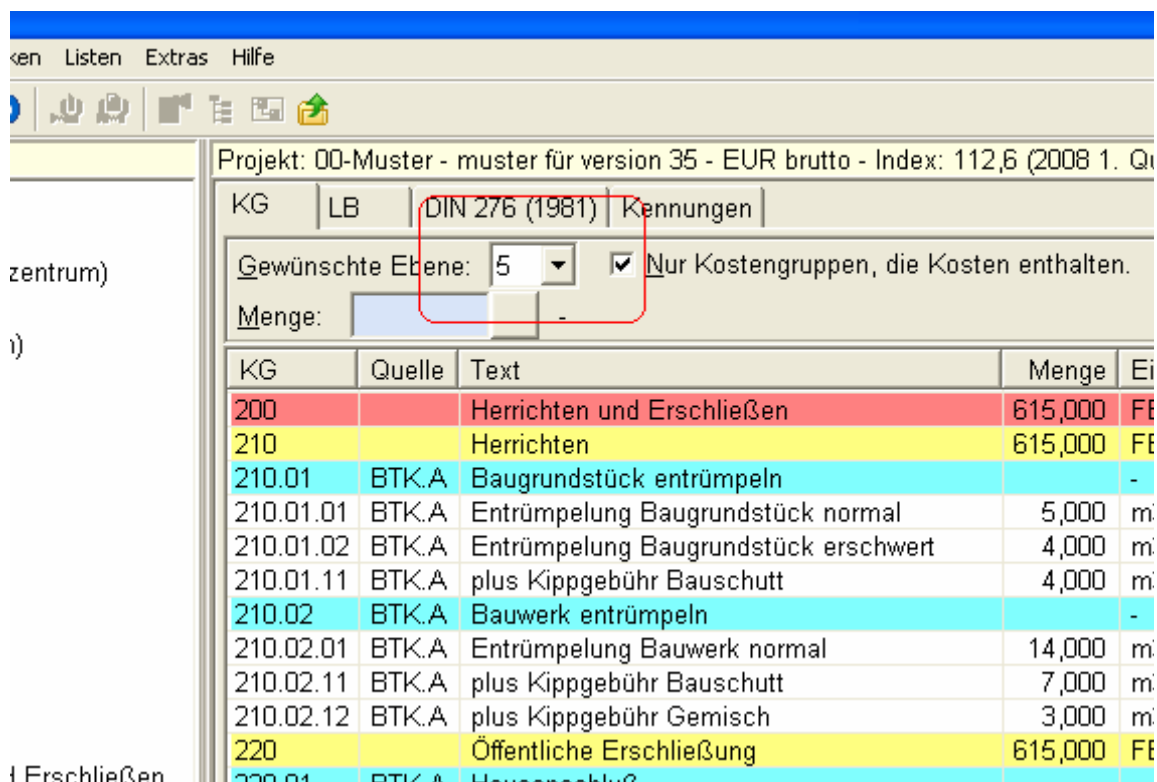 Listen Extras Hilfe
Projekt: 00-Muster - muster für version 35 - EUR brutto - Index: 112,6 (2008 1.
KG LB DIN 276 (1981) Kennungen
zentrum)
Gewünschte Ebene: 5 Nur Kostengruppen, die Kosten enthalten.
Menge: -
KG Quelle Text Menge
200 Herrichten und Erschließen 615,000
210 Herrichten 615,000
210.01 BTK.A Baugrundstück entrümpeln -
210.01.01 BTK.A Entrümpelung Baugrundstück normal 5,000
210.01.02 BTK.A Entrümpelung Baugrundstück erschwert 4,000
210.01.11 BTK.A plus Kippgebühr Bauschutt 4,000
210.02 BTK.A Bauwerk entrümpeln -
210.02.01 BTK.A Entrümpelung Bauwerk normal 14,000
210.02.11 BTK.A plus Kippgebühr Bauschutt 7,000
210.02.12 BTK.A plus Kippgebühr Gemisch 3,000
220 Öffentliche Erschließung 615,000
Erschließen